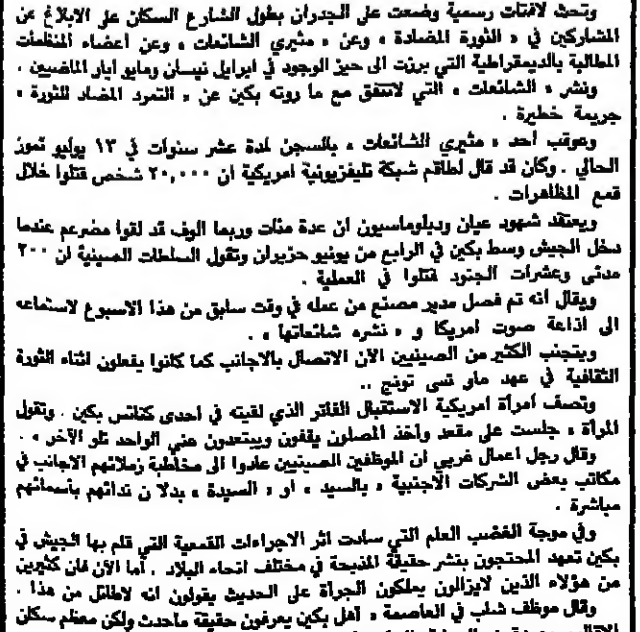 وتحث لافتات رسمية وضعت على الجدران بطول الشارع السكان على الابلاغ عن
المشاركين في « الثورة المضادة » وعن « مثيري الشائعات » وعن اعضاء المنظمات
المطالبة بالديمقراطية التي برزت الى حيز الوجود في ابرايل نيسان ومايو ايار الماضيين .
ونشر « الشائعات » التي لاتتفق مع ما روته بكين عن « التمرد المضاد للثورة »
جريمة خطيرة .
وعوقب احد « مثيري الشائعات » بالسجن لمدة عشر سنوات في ١٣ يوليو تموز
الحالي . وكان قد قال لطاقم شبكة تليفزيونية امريكية ان ٢٠,٠٠٠ شخص قتلوا خلال
قمع المظاهرات .
ويعتقد شهود عيان ودبلوماسيون ان عدة مئات وربما الوف قد لقوا مصرعهم عندما
دخل الجيش وسط بكين في الرابع من يونيو حزيران وتقول السلطات الصينية ان ٢٠٠
مدنى وعشرات الجنود قتلوا في العملية .
ويقال انه تم فصل مدير مصنع من عمله في وقت سابق من هذا الاسبوع لاستماعه
الى اذاعة صوت امريكا و « نشره شائعاتها » .
ويتجنب الكثير من الصينيين الآن الاتصال بالاجانب كما كانوا يفعلون اثناء الثورة
الثقافية في عهد ماو تسى تونج ..
وتصف امرأة امريكية الاستقبال الفاتر الذي لقيته في احدى كنائس بكين . وتقول
المرأة « جلست على مقعد واخذ المصلون يقفون ويبتعدون عني الواحد تلو الآخر » .
وقال رجل اعمال غربي ان الموظفين الصينيين عادوا الى مخاطبة زملائهم الاجانب في
مكاتب بعض الشركات الاجنبية « بالسيد » او « السيدة » بدلا ن ندائهم بأسمائهم
مباشرة .
وفي موجة الغضب العام التي سادت اثر الاجراءات القمعية التي قام بها الجيش في
بكين تعهد المحتجون بنشر حقيقة المذبحة في مختلف انحاء البلاد . أما الآن فان كثيرين
من هؤلاء الذين لايزالون يملكون الجرأة على الحديث يقولون انه لاطائل من هذا .
وقال موظف شاب في العاصمة « أهل بكين يعرفون حقيقة ماحدث ولكن معظم سكان